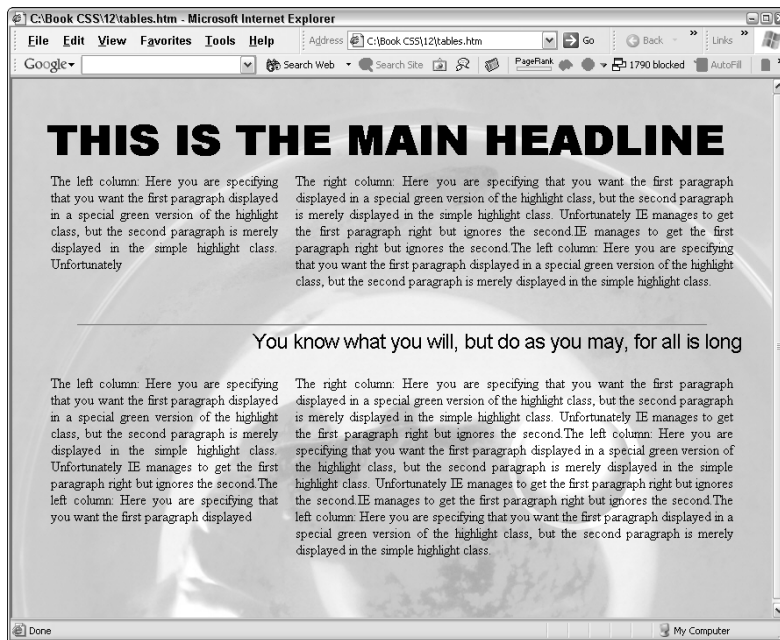 C:\Book CSS\12\tables.htm - Microsoft Internet Explorer
File Edit View Favorites Tools Help Address C:\Book CSS\12\tables.htm Go Back » Links »
Google Search Web Search Site PageRank 1790 blocked AutoFill »
THIS IS THE MAIN HEADLINE
The left column: Here you are specifying
that you want the first paragraph displayed
in a special green version of the highlight
class, but the second paragraph is merely
displayed in the simple highlight class.
Unfortunately
The right column: Here you are specifying that you want the first paragraph
displayed in a special green version of the highlight class, but the second paragraph
is merely displayed in the simple highlight class. Unfortunately IE manages to get
the first paragraph right but ignores the second.IE manages to get the first
paragraph right but ignores the second.The left column: Here you are specifying
that you want the first paragraph displayed in a special green version of the highlight
class, but the second paragraph is merely displayed in the simple highlight class.
You know what you will, but do as you may, for all is long
The left column: Here you are specifying
that you want the first paragraph displayed
in a special green version of the highlight
class, but the second paragraph is merely
displayed in the simple highlight class.
Unfortunately IE manages to get the first
paragraph right but ignores the second.The
left column: Here you are specifying that
you want the first paragraph displayed
The right column: Here you are specifying that you want the first paragraph
displayed in a special green version of the highlight class, but the second paragraph
is merely displayed in the simple highlight class. Unfortunately IE manages to get
the first paragraph right but ignores the second.The left column: Here you are
specifying that you want the first paragraph displayed in a special green version of
the highlight class, but the second paragraph is merely displayed in the simple
highlight class. Unfortunately IE manages to get the first paragraph right but ignores
the second.IE manages to get the first paragraph right but ignores the second.The
left column: Here you are specifying that you want the first paragraph displayed in a
special green version of the highlight class, but the second paragraph is merely
displayed in the simple highlight class.
Done My Computer